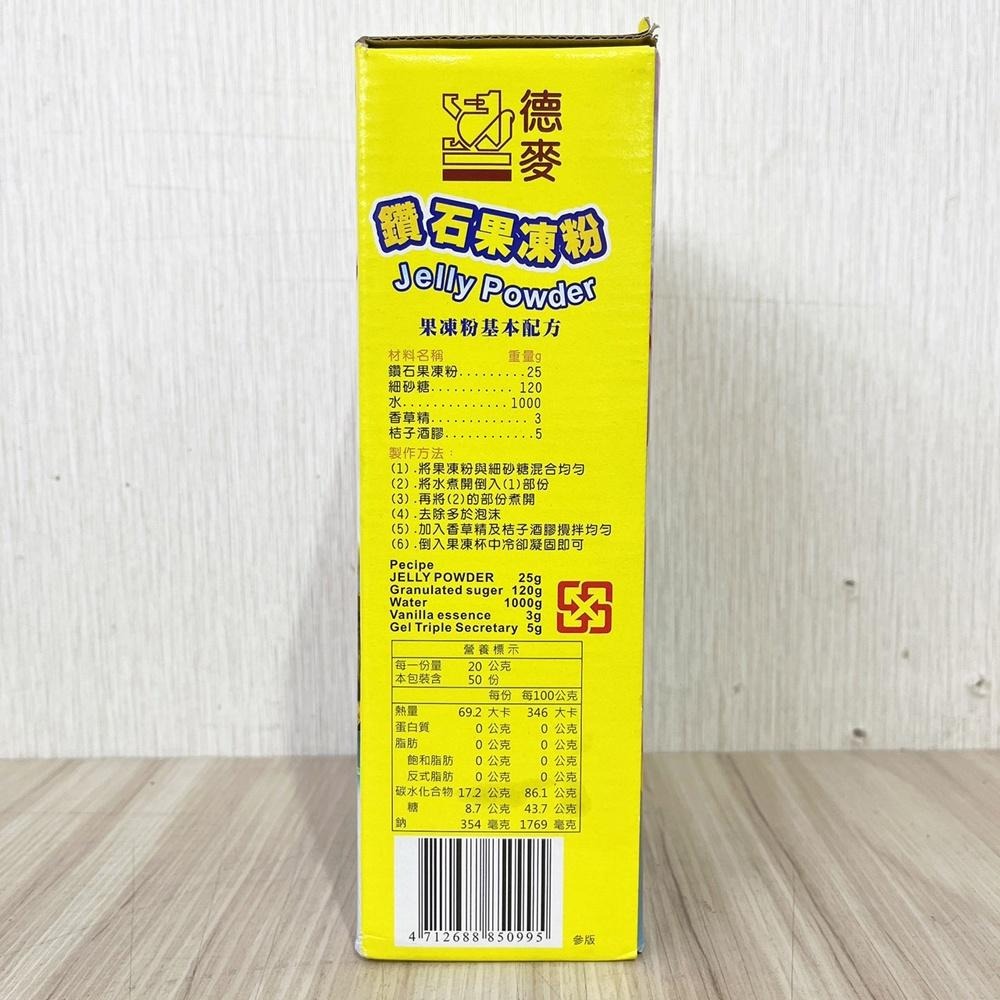 德麥
鑽石果凍粉
Jelly Powder
果凍粉基本配方
材料名稱 重量g
鑽石果凍粉.........25
細砂糖...........120
水..............1000
香草精.............3
桔子酒膠............5
製作方法：
(1).將果凍粉與細砂糖混合均勻
(2).將水煮開倒入(1)部份
(3).再將(2)的部份煮開
(4).去除多於泡沫
(5).加入香草精及桔子酒膠攪拌均勻
(6).倒入果凍杯中冷卻凝固即可
Pecipe
JELLY POWDER 25g
Granulated suger 120g
Water 1000g
Vanilla essence 3g
Gel Triple Secretary 5g
營養標示
每一份量 20 公克
本包裝含 50 份
每份 每100公克
熱量 69.2 大卡 346 大卡
蛋白質 0 公克 0 公克
脂肪 0 公克 0 公克
飽和脂肪 0 公克 0 公克
反式脂肪 0 公克 0 公克
碳水化合物 17.2 公克 86.1 公克
糖 8.7 公克 43.7 公克
鈉 354 毫克 1769 毫克
4 712688 850995
參版